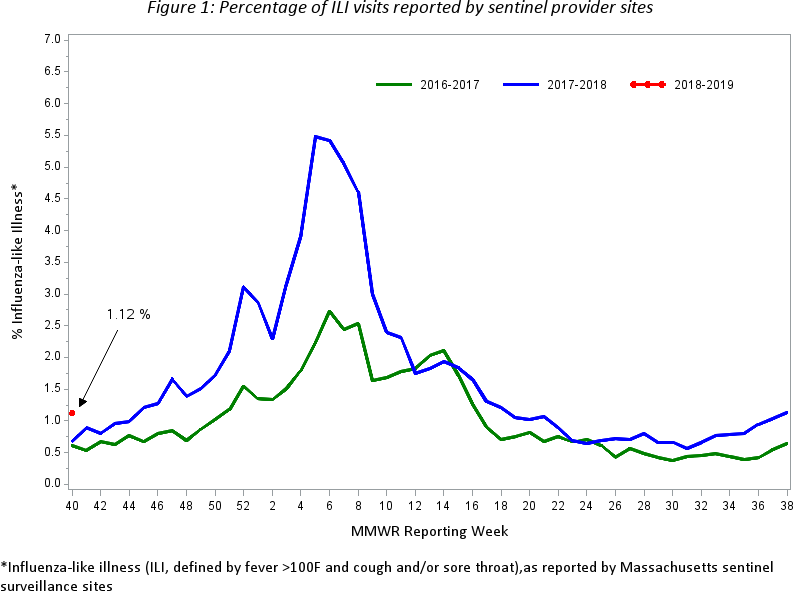 Figure 1: Percentage of ILI visits reported by sentinel provider sites
7.0
6.5
6.0
5.5
5.0
4.5
4.0
3.5
3.0
2.5
2.0
1.5
1.0
0.5
0.0
% Influenza-like Illness*
2016-2017 2017-2018 2018-2019
1.12 %
40 42 44 46 48 50 52 2 4 6 8 10 12 14 16 18 20 22 24 26 28 30 32 34 36 38
MMWR Reporting Week
*Influenza-like illness (ILI, defined by fever >100F and cough and/or sore throat),as reported by Massachusetts sentinel
surveillance sites